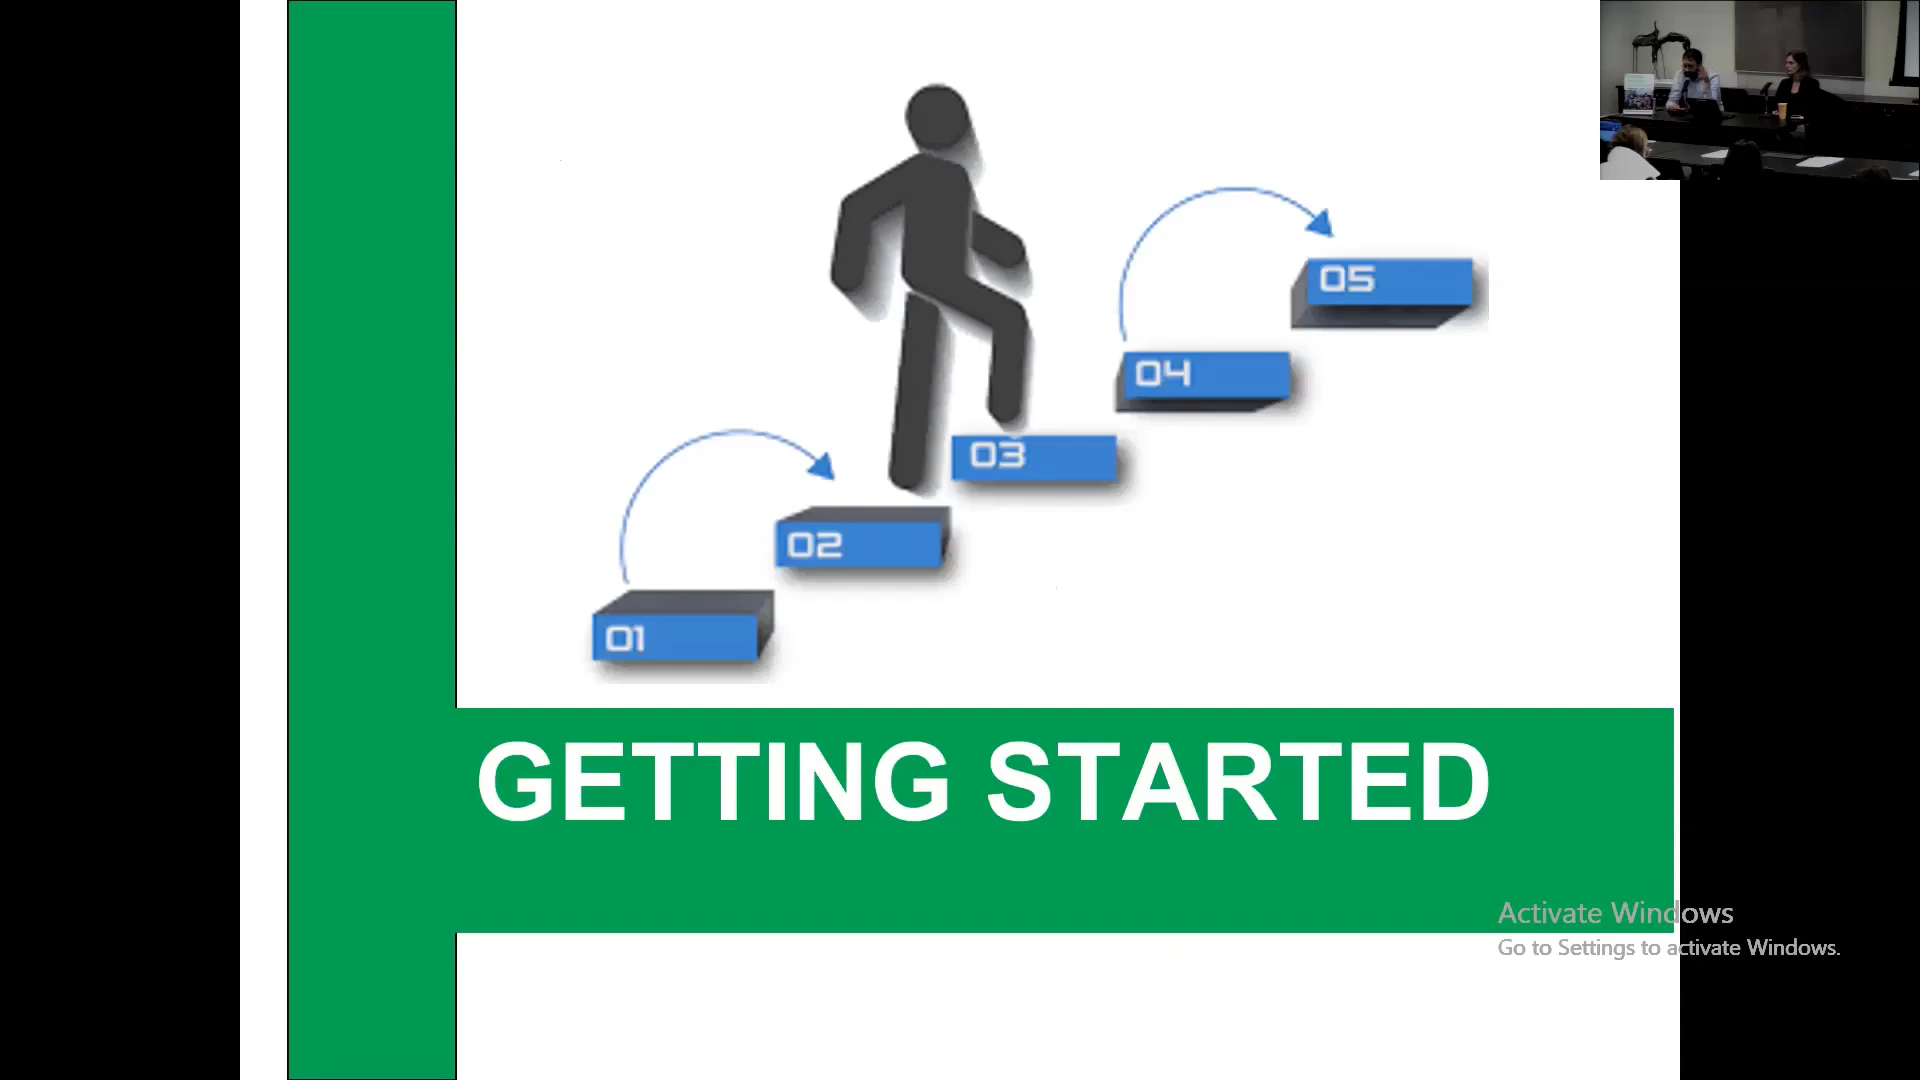 05
04
03
02
01
GETTING STARTED
Activate Windows
Go to Settings to activate Windows.